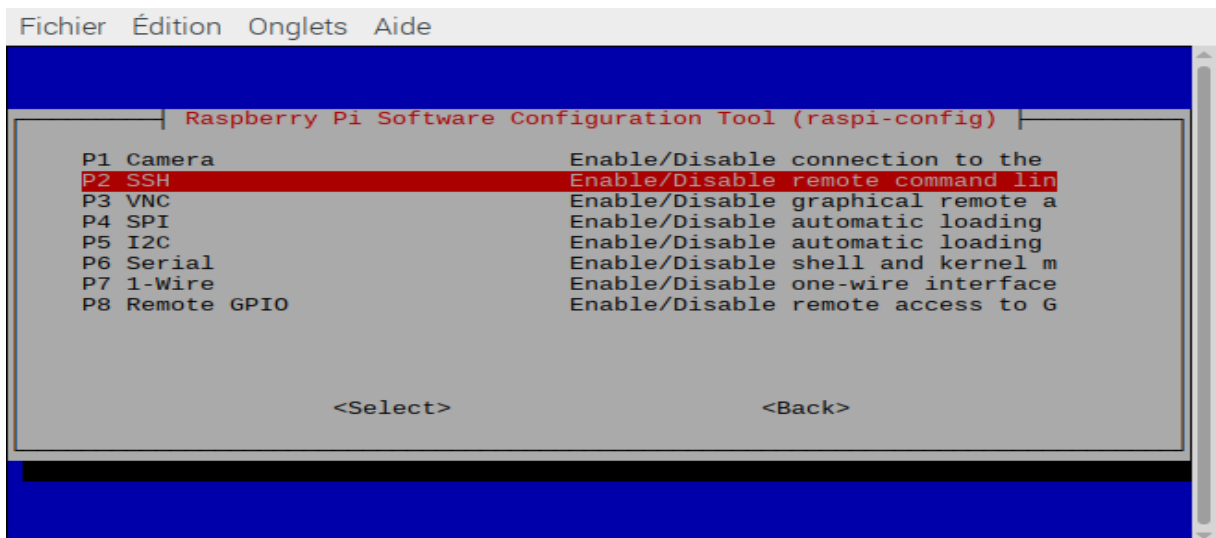 Fichier Édition Onglets Aide
Raspberry Pi Software Configuration Tool (raspi-config)
P1 Camera Enable/Disable connection to the
P2 SSH Enable/Disable remote command lin
P3 VNC Enable/Disable graphical remote a
P4 SPI Enable/Disable automatic loading
P5 I2C Enable/Disable automatic loading
P6 Serial Enable/Disable shell and kernel m
P7 1-Wire Enable/Disable one-wire interface
P8 Remote GPIO Enable/Disable remote access to G
<Select> <Back>